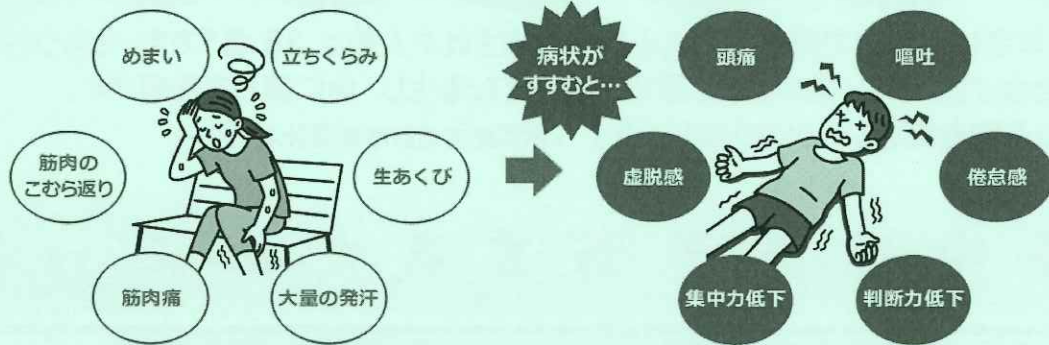 めまい
立ちくらみ
筋肉の
こむら返り
生あくび
筋肉痛
大量の発汗
病状が
すすむと…
頭痛
嘔吐
虚脱感
倦怠感
集中力低下
判断力低下